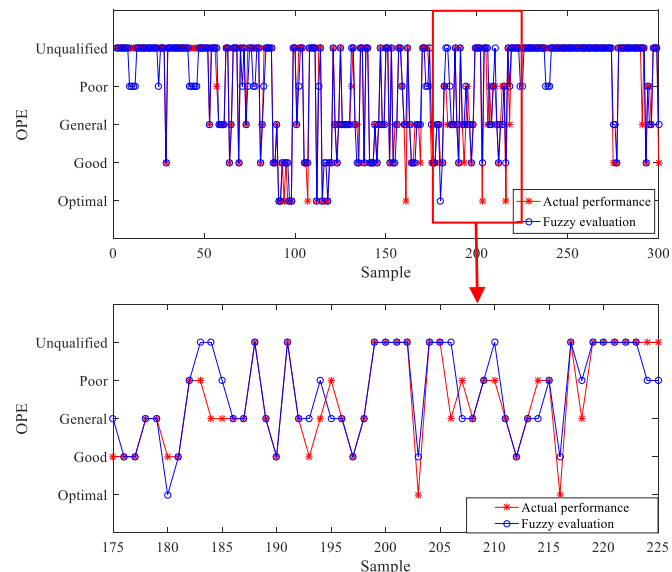 Unqualified
Poor
General
Good
Optimal
OPE
Actual performance
Fuzzy evaluation
0 50 100 150 200 250 300
Sample
Unqualified
Poor
General
Good
Optimal
OPE
Actual performance
Fuzzy evaluation
175 180 185 190 195 200 205 210 215 220 225
Sample